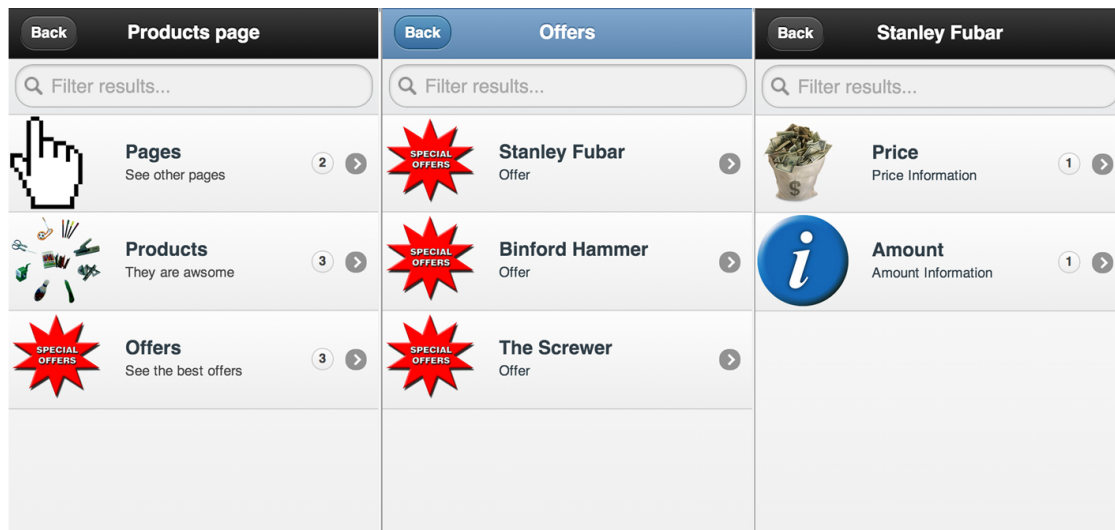 Back
Products page
Filter results...
Pages
See other pages
2
Products
They are awsome
3
SPECIAL
OFFERS
Offers
See the best offers
3
Back
Offers
Filter results...
SPECIAL
OFFERS
Stanley Fubar
Offer
SPECIAL
OFFERS
Binford Hammer
Offer
SPECIAL
OFFERS
The Screwer
Offer
Back
Stanley Fubar
Filter results...
$
Price
Price Information
1
i
Amount
Amount Information
1